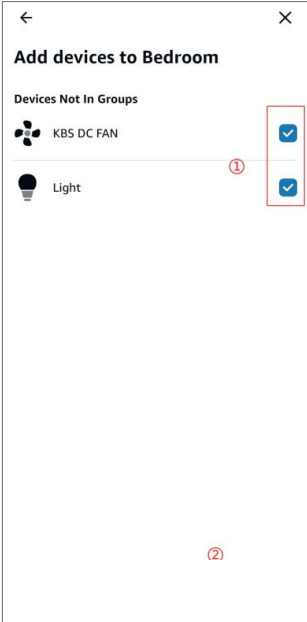 Add devices to Bedroom
Devices Not In Groups
KBS DC FAN
①
Light
②